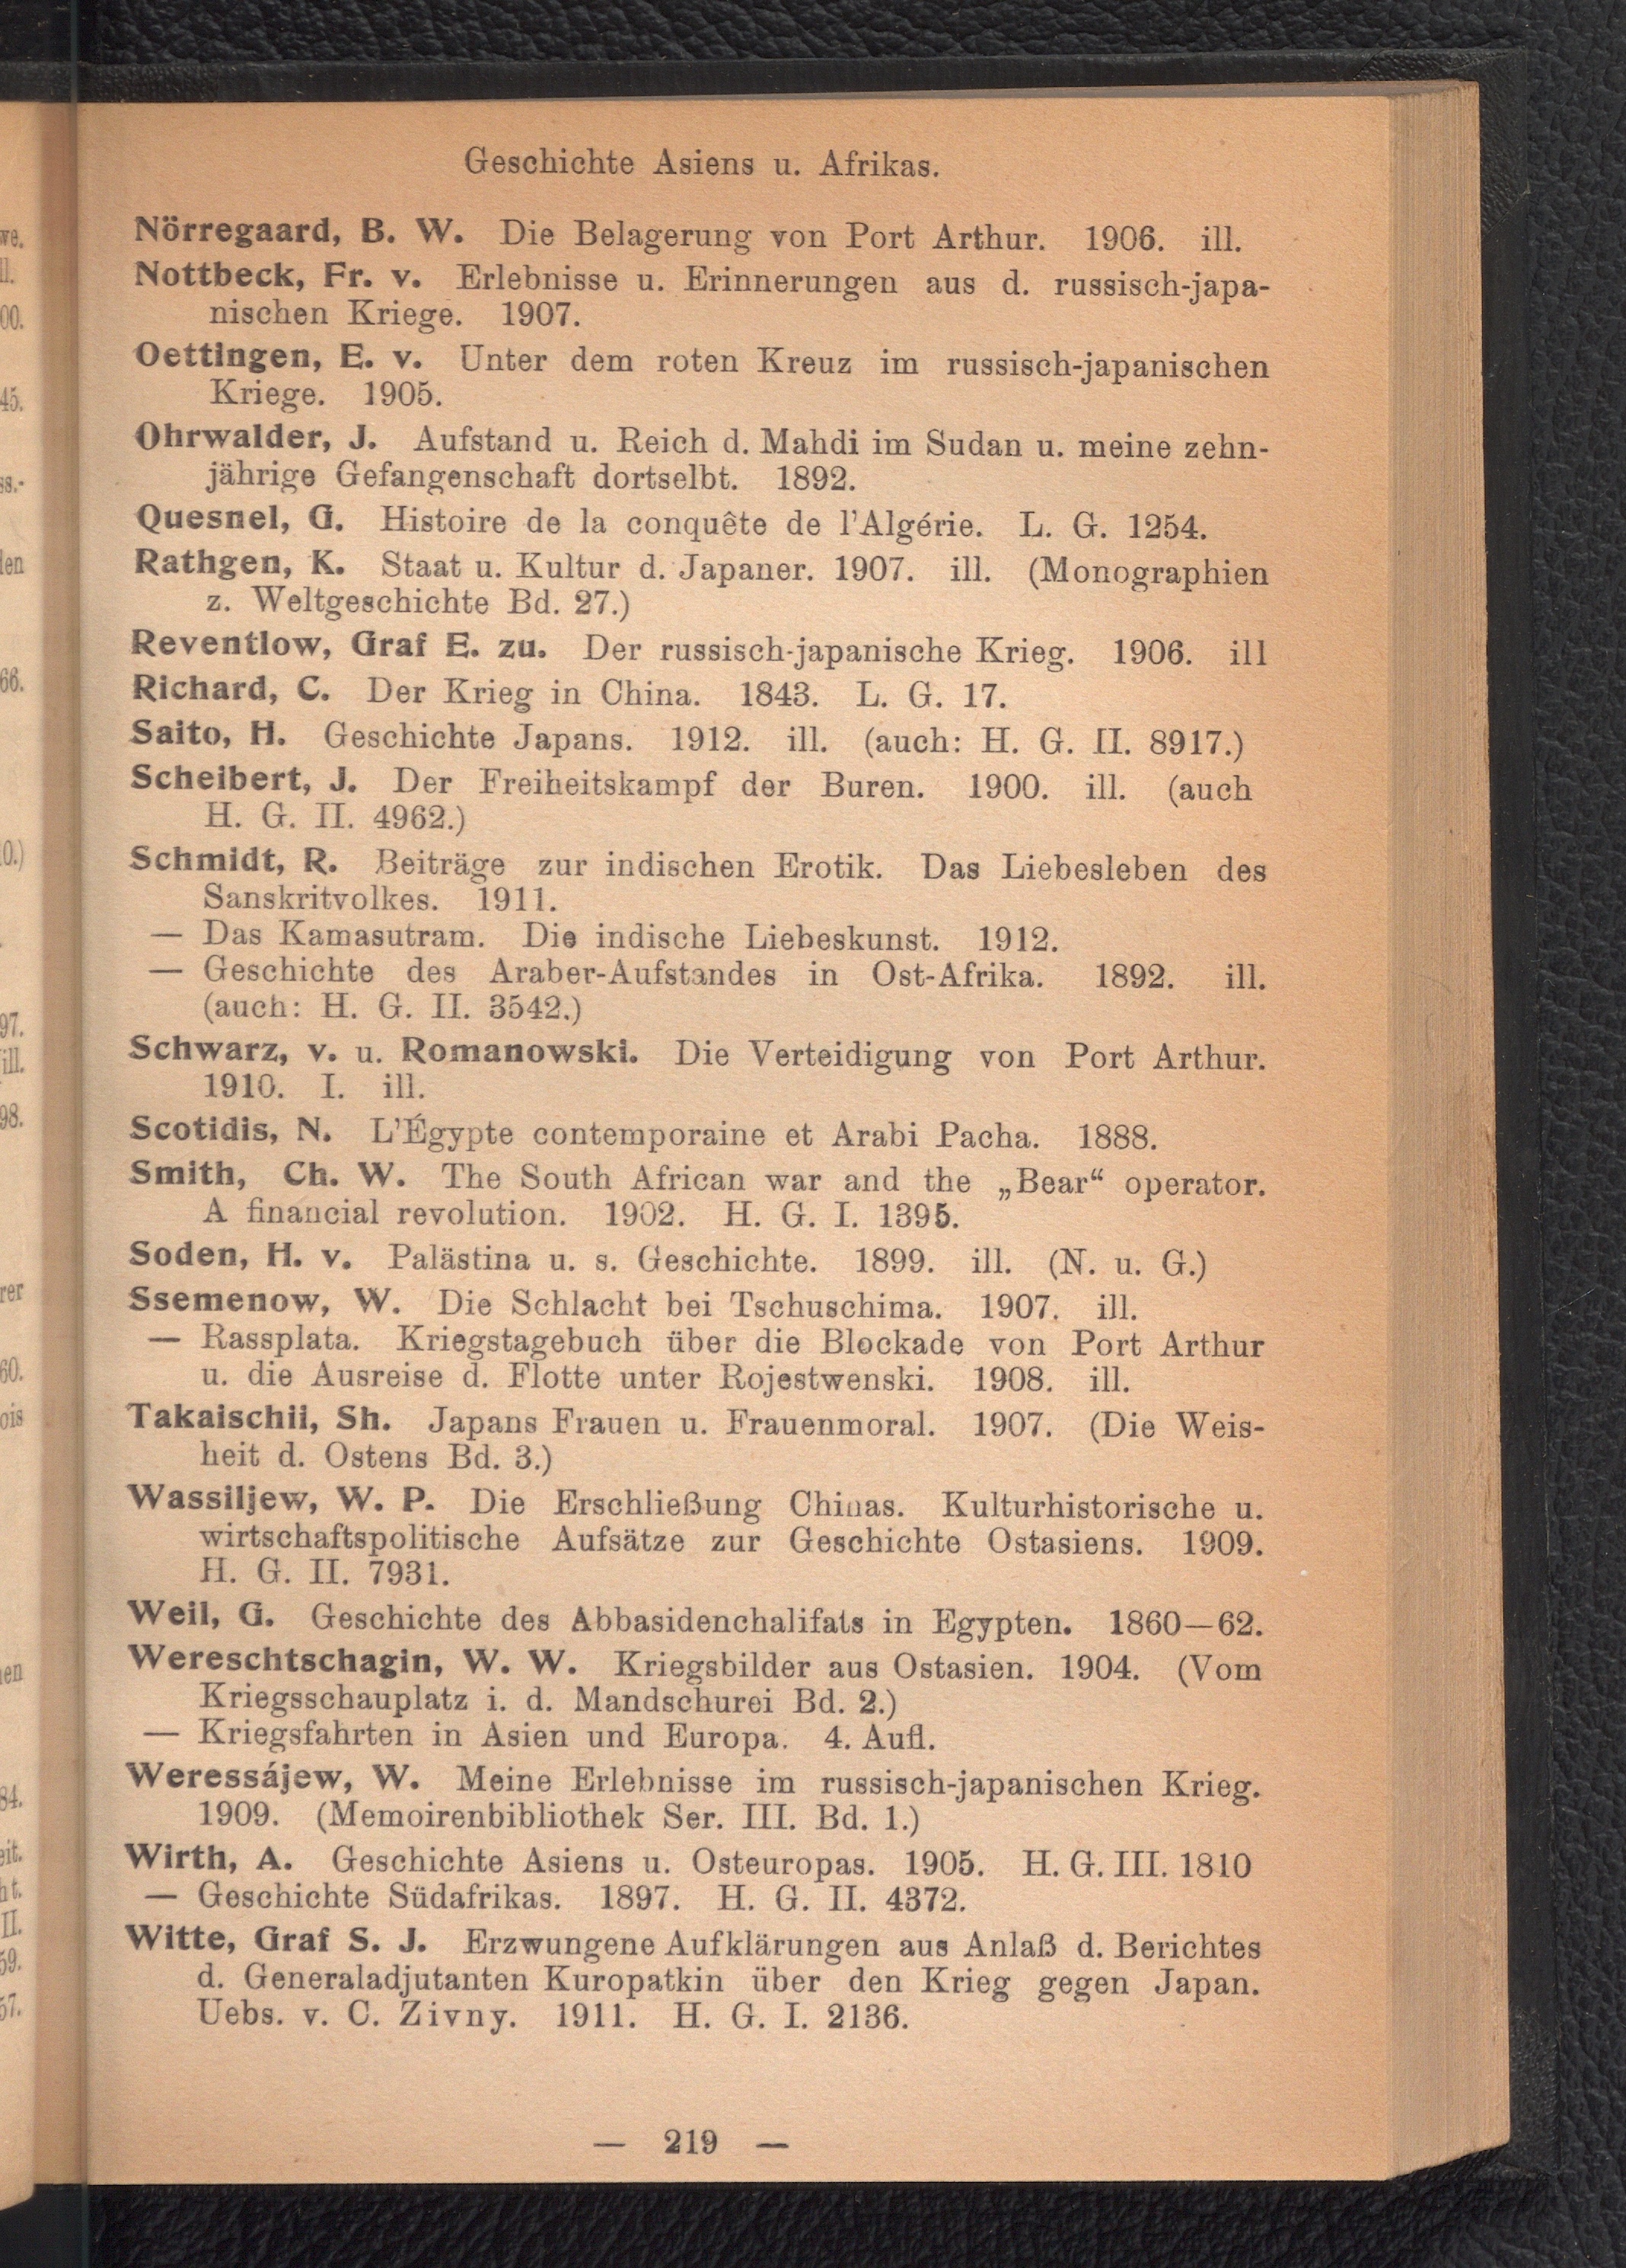 Geschichte Asiens u. Afrikas.
Nörregaard, B. W. Die Belagerung von Port Arthur. 1906. ill.
Nottbeck, Fr. v. Erlebnisse u. Erinnerungen aus d. russisch-japa-
nischen Kriege. 1907.
Oettingen, E. v. Unter dem roten Kreuz im russisch-japanischen
Kriege. 1905.
Ohrwalder, J. Aufstand u. Reich d. Mahdi im Sudan u. meine zehn-
jährige Gefangenschaft dortselbt. 1892.
Quesnel, G. Histoire de la conquête de l'Algérie. L. G. 1254.
Rathgen, K. Staat u. Kultur d. Japaner. 1907. ill. (Monographien
z. Weltgeschichte Bd. 27.)
Reventlow, Graf E. zu. Der russisch-japanische Krieg. 1906. ill
Richard, C. Der Krieg in China. 1843. L. G. 17.
Saito, H. Geschichte Japans. 1912. ill. (auch: H. G. II. 8917.)
Scheibert, J. Der Freiheitskampf der Buren. 1900. ill. (auch
H. G. II. 4962.)
Schmidt, R. Beiträge zur indischen Erotik. Das Liebesleben des
Sanskritvolkes. 1911.
— Das Kamasutram. Die indische Liebeskunst. 1912.
— Geschichte des Araber-Aufstandes in Ost-Afrika. 1892. ill.
(auch: H. G. II. 3542.)
Schwarz, v. u. Romanowski. Die Verteidigung von Port Arthur.
1910. I. ill.
Scotidis, N. L'Égypte contemporaine et Arabi Pacha. 1888.
Smith, Ch. W. The South African war and the „Bear“ operator.
A financial revolution. 1902. H. G. I. 1395.
Soden, H. v. Palästina u. s. Geschichte. 1899. ill. (N. u. G.)
Ssemenow, W. Die Schlacht bei Tschuschima. 1907. ill.
— Rassplata. Kriegstagebuch über die Blockade von Port Arthur
u. die Ausreise d. Flotte unter Rojestwenski. 1908. ill.
Takaischii, Sh. Japans Frauen u. Frauenmoral. 1907. (Die Weis-
heit d. Ostens Bd. 3.)
Wassiljew, W. P. Die Erschließung Chinas. Kulturhistorische u.
wirtschaftspolitische Aufsätze zur Geschichte Ostasiens. 1909.
H. G. II. 7931.
Weil, G. Geschichte des Abbasidenchalifats in Egypten. 1860—62.
Wereschtschagin, W. W. Kriegsbilder aus Ostasien. 1904. (Vom
Kriegsschauplatz i. d. Mandschurei Bd. 2.)
— Kriegsfahrten in Asien und Europa. 4. Aufl.
Weressájew, W. Meine Erlebnisse im russisch-japanischen Krieg.
1909. (Memoirenbibliothek Ser. III. Bd. 1.)
Wirth, A. Geschichte Asiens u. Osteuropas. 1905. H. G. III. 1810
— Geschichte Südafrikas. 1897. H. G. II. 4372.
Witte, Graf S. J. Erzwungene Aufklärungen aus Anlaß d. Berichtes
d. Generaladjutanten Kuropatkin über den Krieg gegen Japan.
Uebs. v. C. Zivny. 1911. H. G. I. 2136.
— 219 —